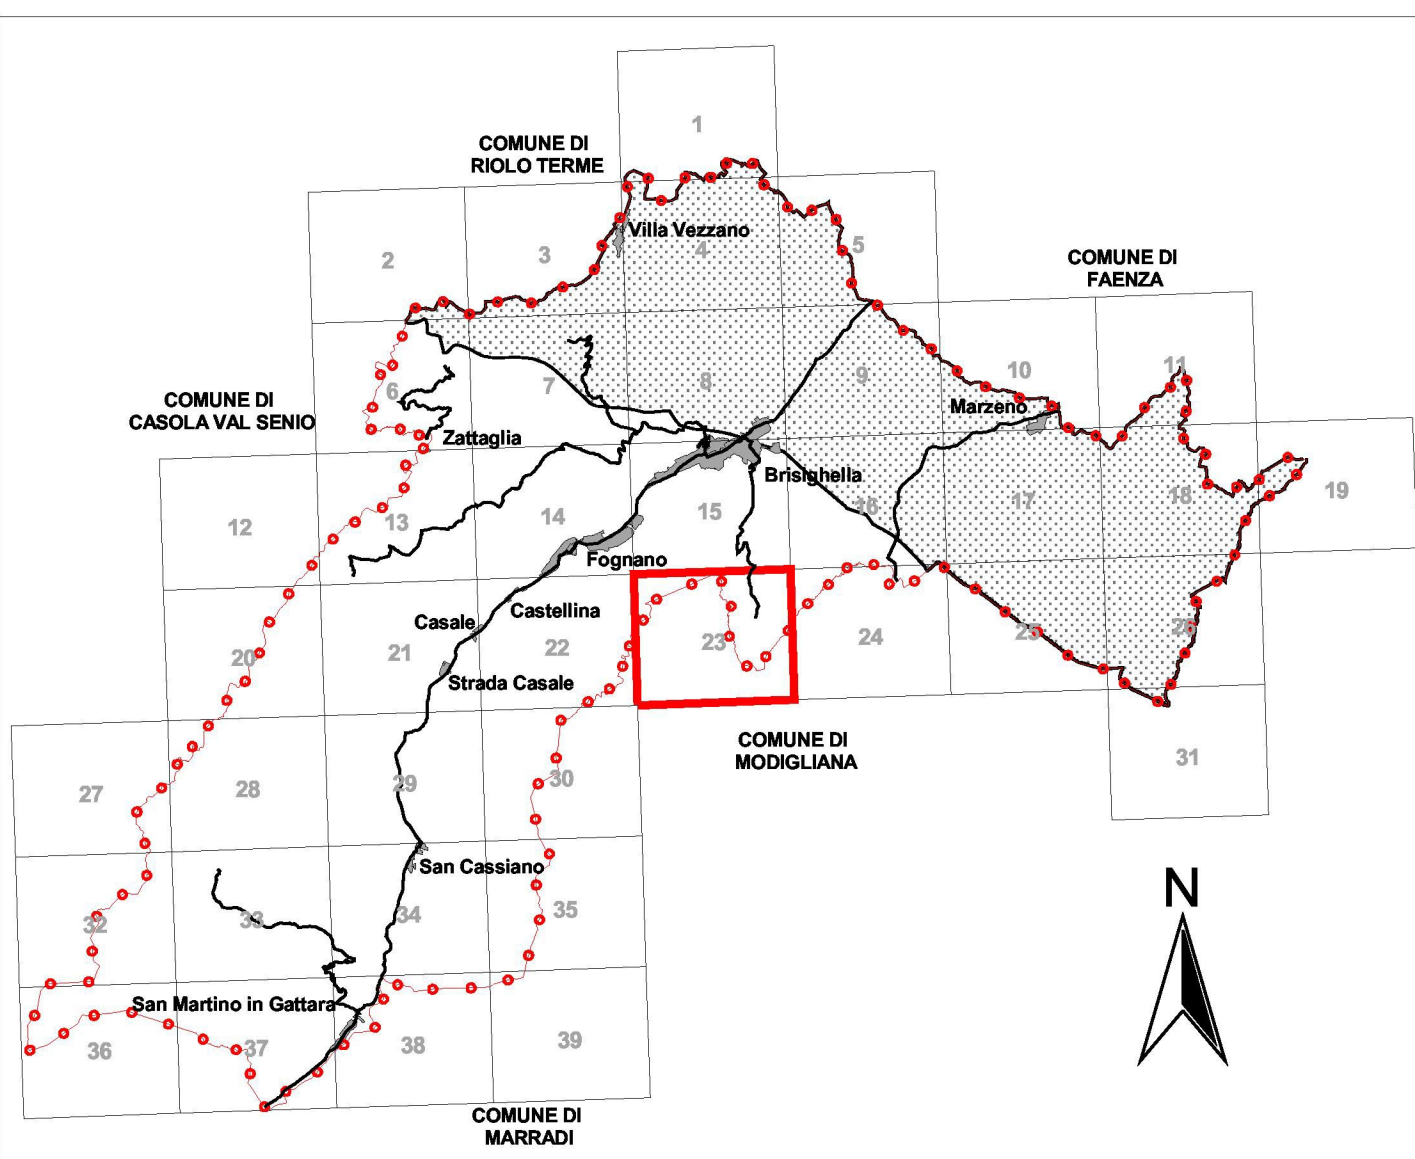 1
COMUNE DI
RIOLO TERME
Villa Vezzano
2
3
4
5
COMUNE DI
FAENZA
6
7
8
9
10
11
Marzeno
COMUNE DI
CASOLA VAL SENIO
Zattaglia
Brisighella
12
13
14
15
16
17
18
19
Fognano
Castellina
Casale
20
21
22
23
24
25
26
Strada Casale
COMUNE DI
MODIGLIANA
27
28
29
30
31
San Cassiano
N
32
33
34
35
San Martino in Gattara
36
37
38
39
COMUNE DI
MARRADI